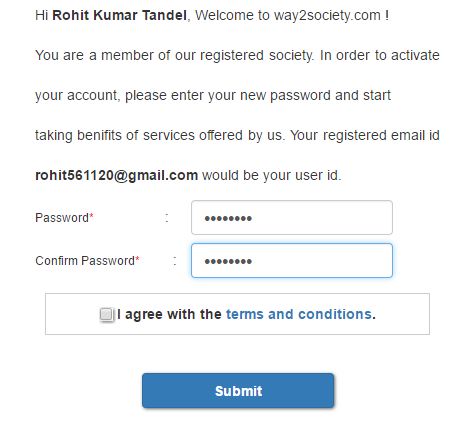 Hi Rohit Kumar Tandel, Welcome to way2society.com !
You are a member of our registered society. In order to activate
your account, please enter your new password and start
taking benifits of services offered by us. Your registered email id
rohit561120@gmail.com would be your user id.
Password* : ••••••••
Confirm Password* : ••••••••
I agree with the terms and conditions.
Submit